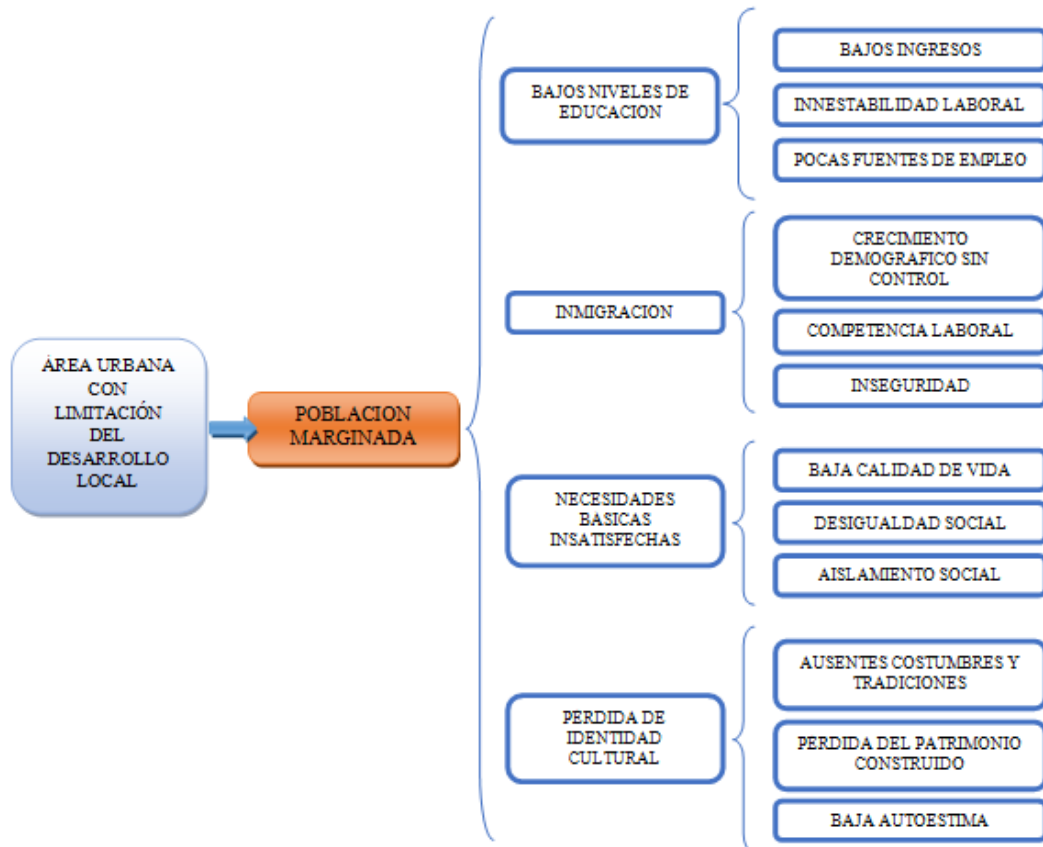 ÁREA URBANA
CON
LIMITACIÓN
DEL
DESARROLLO
LOCAL
POBLACION
MARGINADA
BAJOS NIVELES DE
EDUCACION
BAJOS INGRESOS
INNESTABILIDAD LABORAL
POCAS FUENTES DE EMPLEO
INMIGRACION
CRECIMIENTO
DEMOGRAFICO SIN
CONTROL
COMPETENCIA LABORAL
INSEGURIDAD
NECESIDADES
BASICAS
INSATISFECHAS
BAJA CALIDAD DE VIDA
DESIGUALDAD SOCIAL
AISLAMIENTO SOCIAL
PERDIDA DE
IDENTIDAD
CULTURAL
AUSENTES COSTUMBRES Y
TRADICIONES
PERDIDA DEL PATRIMONIO
CONSTRUIDO
BAJA AUTOESTIMA